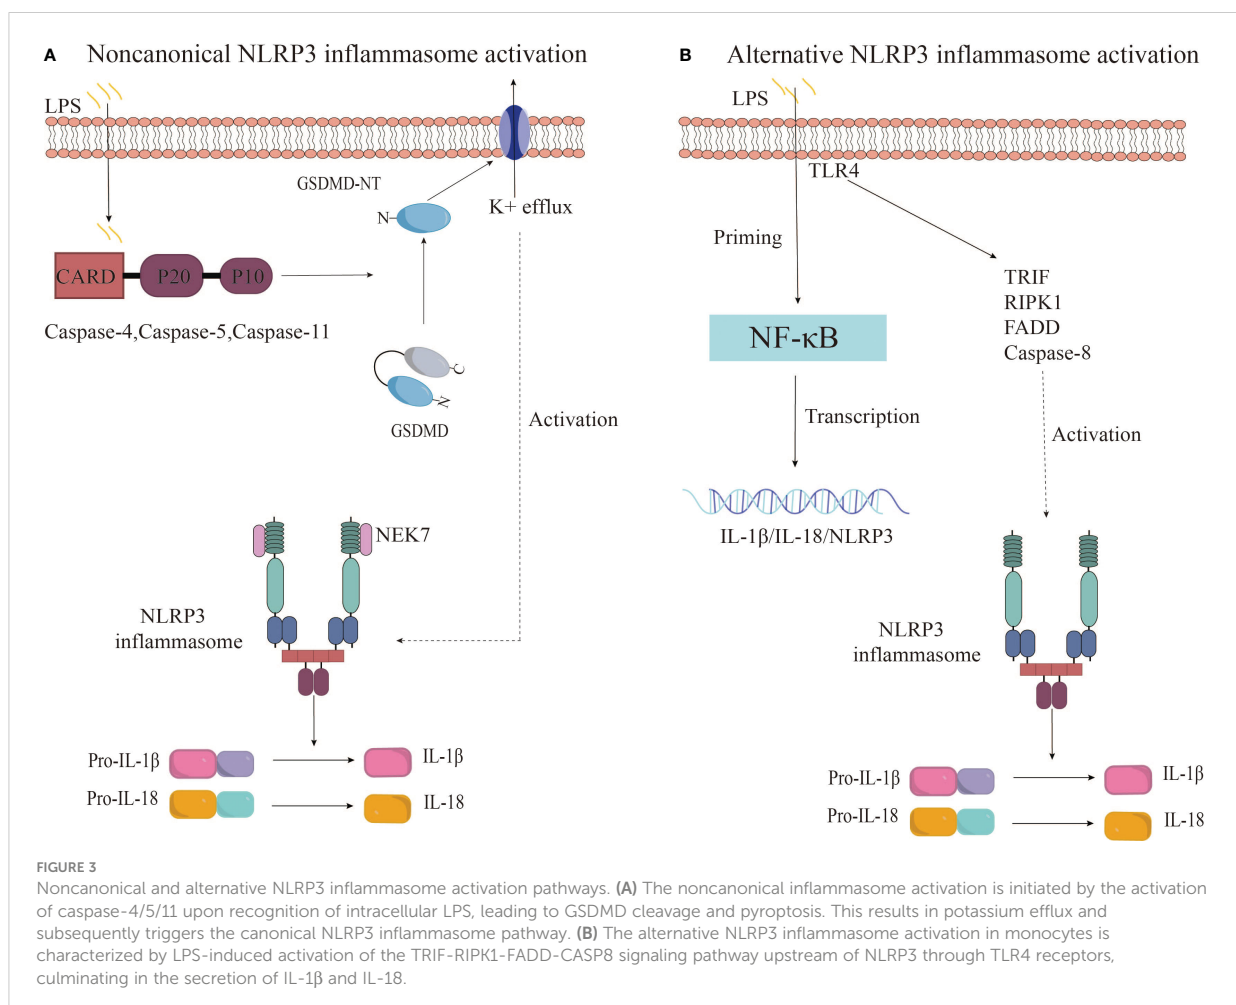 A Noncanonical NLRP3 inflammasome activation
LPS
GSDMD-NT
N
K+ efflux
CARD
P20
P10
Caspase-4,Caspase-5,Caspase-11
C
N
GSDMD
Activation
NEK7
NLRP3
inflammasome
Pro-IL-1β
IL-1β
Pro-IL-18
IL-18
B Alternative NLRP3 inflammasome activation
LPS
TLR4
Priming
TRIF
RIPK1
FADD
Caspase-8
NF-κB
Transcription
Activation
IL-1β/IL-18/NLRP3
NLRP3
inflammasome
Pro-IL-1β
IL-1β
Pro-IL-18
IL-18
FIGURE 3
Noncanonical and alternative NLRP3 inflammasome activation pathways. (A) The noncanonical inflammasome activation is initiated by the activation
of caspase-4/5/11 upon recognition of intracellular LPS, leading to GSDMD cleavage and pyroptosis. This results in potassium efflux and
subsequently triggers the canonical NLRP3 inflammasome pathway. (B) The alternative NLRP3 inflammasome activation in monocytes is
characterized by LPS-induced activation of the TRIF-RIPK1-FADD-CASP8 signaling pathway upstream of NLRP3 through TLR4 receptors,
culminating in the secretion of IL-1β and IL-18.